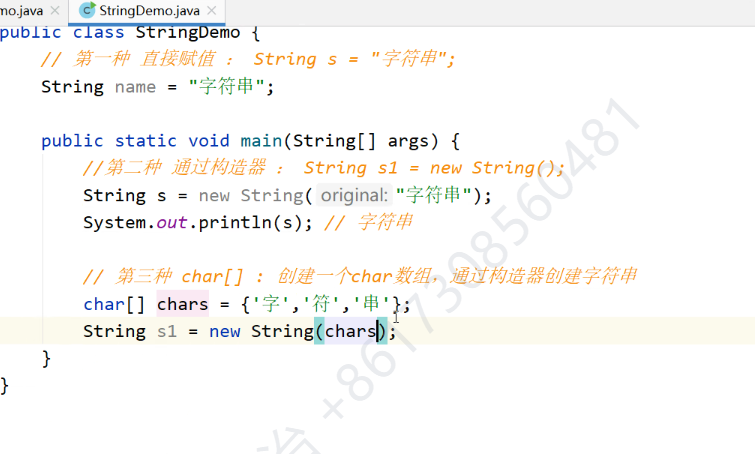 mo.java StringDemo.java
public class StringDemo {
// 第一种 直接赋值 : String s = "字符串";
String name = "字符串";
public static void main(String[] args) {
//第二种 通过构造器 : String s1 = new String();
String s = new String( original: "字符串");
System.out.println(s); // 字符串
// 第三种 char[] : 创建一个char数组，通过构造器创建字符串
char[] chars = {'字','符','串'};
String s1 = new String(chars);
}
}
+8617308560481